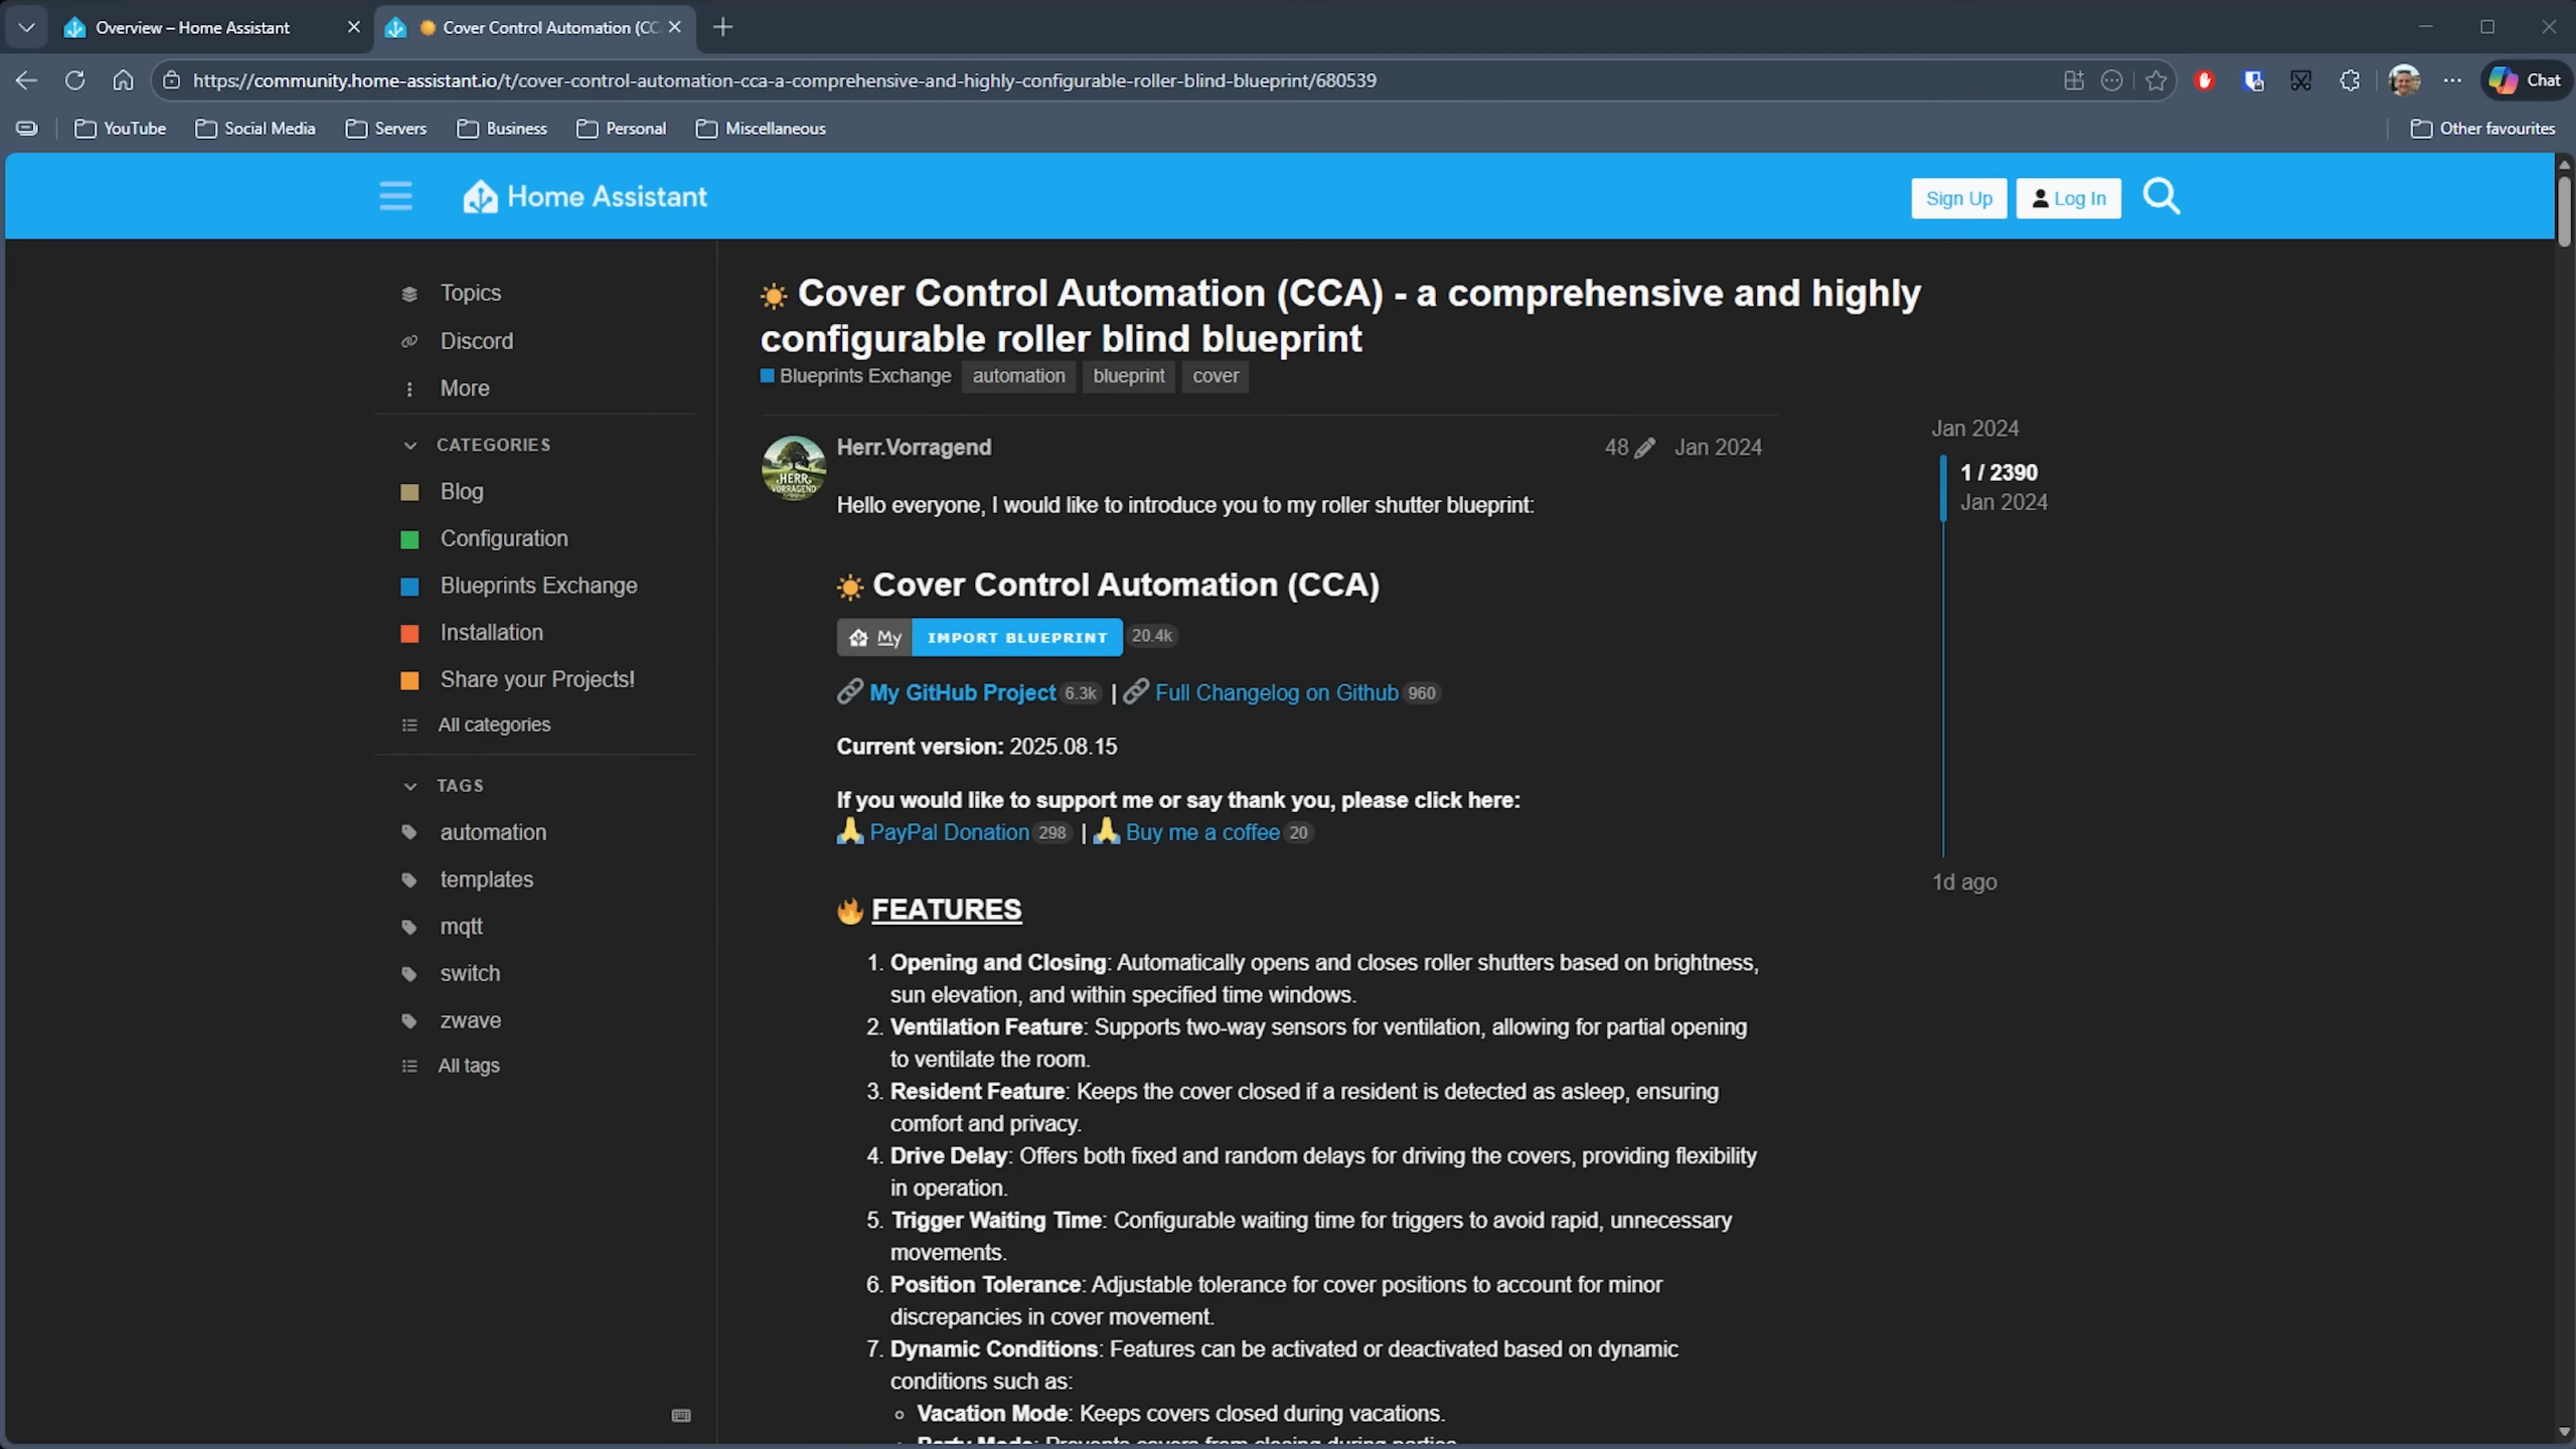 Overview – Home Assistant
Cover Control Automation (CC
https://community.home-assistant.io/t/cover-control-automation-cca-a-comprehensive-and-highly-configurable-roller-blind-blueprint/680539
Chat
YouTube
Social Media
Servers
Business
Personal
Miscellaneous
Other favourites
Home Assistant
Sign Up
Log In
Topics
Discord
More
CATEGORIES
Blog
Configuration
Blueprints Exchange
Installation
Share your Projects!
All categories
TAGS
automation
templates
mqtt
switch
zwave
All tags
Cover Control Automation (CCA) - a comprehensive and highly
configurable roller blind blueprint
Blueprints Exchange automation blueprint cover
HERR
VORRAGEND
Herr.Vorragend
48 Jan 2024
Hello everyone, I would like to introduce you to my roller shutter blueprint:
Cover Control Automation (CCA)
My IMPORT BLUEPRINT 20.4k
My GitHub Project 6.3k | Full Changelog on Github 960
Current version: 2025.08.15
If you would like to support me or say thank you, please click here:
PayPal Donation 298 | Buy me a coffee 20
FEATURES
1. Opening and Closing: Automatically opens and closes roller shutters based on brightness,
sun elevation, and within specified time windows.
2. Ventilation Feature: Supports two-way sensors for ventilation, allowing for partial opening
to ventilate the room.
3. Resident Feature: Keeps the cover closed if a resident is detected as asleep, ensuring
comfort and privacy.
4. Drive Delay: Offers both fixed and random delays for driving the covers, providing flexibility
in operation.
5. Trigger Waiting Time: Configurable waiting time for triggers to avoid rapid, unnecessary
movements.
6. Position Tolerance: Adjustable tolerance for cover positions to account for minor
discrepancies in cover movement.
7. Dynamic Conditions: Features can be activated or deactivated based on dynamic
conditions such as:
Vacation Mode: Keeps covers closed during vacations.
Party Mode: Prevents covers from closing during parties.
Jan 2024
1 / 2390
Jan 2024
1d ago